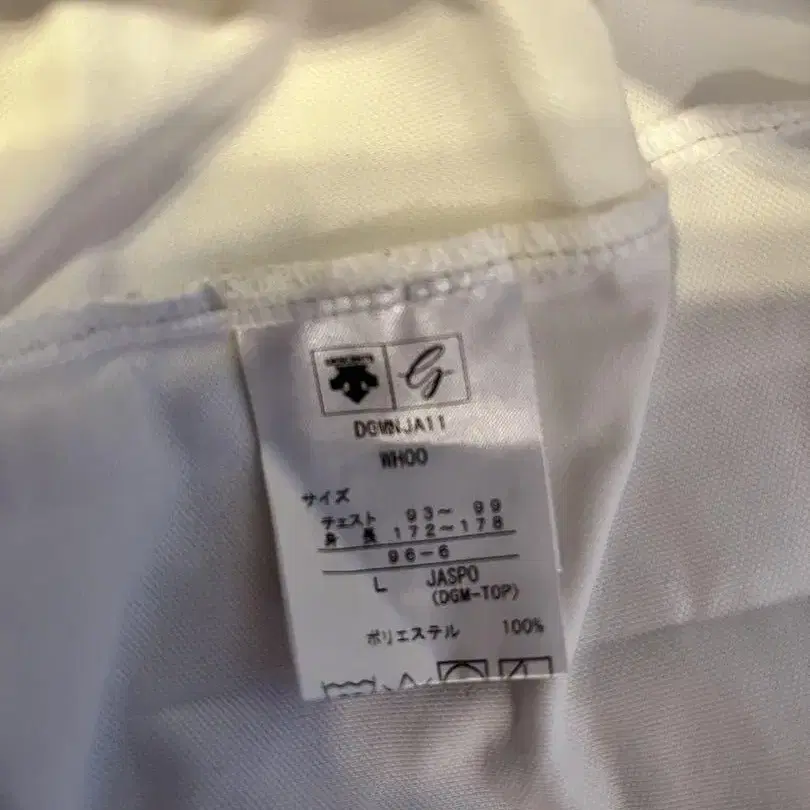 DGMNJA11
WH00
サイズ
チェスト 93～ 99
身 長 172～178
96-6
L JASPO
(DGM-TOP)
ポリエステル 100%